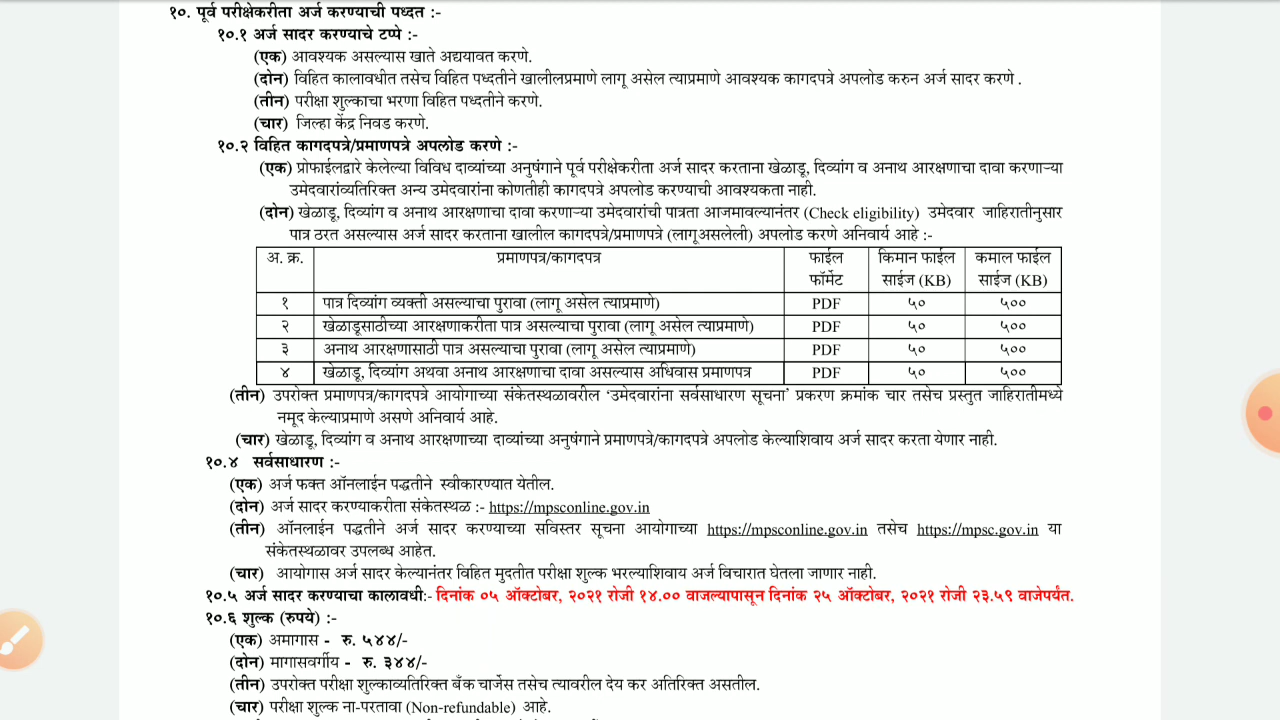 १०. पूर्व परीक्षेकरीता अर्ज करण्याची पध्दत :-
१०.१ अर्ज सादर करण्याचे टप्पे :-
(एक) आवश्यक असल्यास खाते अद्ययावत करणे.
(दोन) विहित कालावधीत तसेच विहित पध्दतीने खालीलप्रमाणे लागू असेल त्याप्रमाणे आवश्यक कागदपत्रे अपलोड करुन अर्ज सादर करणे .
(तीन) परीक्षा शुल्काचा भरणा विहित पध्दतीने करणे.
(चार) जिल्हा केंद्र निवड करणे.
१०.२ विहित कागदपत्रे/प्रमाणपत्रे अपलोड करणे :-
(एक) प्रोफाईलद्वारे केलेल्या विविध दाव्यांच्या अनुषंगाने पूर्व परीक्षेकरीता अर्ज सादर करताना खेळाडू, दिव्यांग व अनाथ आरक्षणाचा दावा करणाऱ्या
उमेदवारांव्यतिरिक्त अन्य उमेदवारांना कोणतीही कागदपत्रे अपलोड करण्याची आवश्यकता नाही.
(दोन) खेळाडू, दिव्यांग व अनाथ आरक्षणाचा दावा करणाऱ्या उमेदवारांची पात्रता आजमावल्यानंतर (Check eligibility) उमेदवार जाहिरातीनुसार
पात्र ठरत असल्यास अर्ज सादर करताना खालील कागदपत्रे/प्रमाणपत्रे (लागूअसलेली) अपलोड करणे अनिवार्य आहे :-
अ. क्र. प्रमाणपत्र/कागदपत्र फाईल किमान फाईल कमाल फाईल
फॉर्मेट साईज (KB) साईज (KB)
१ पात्र दिव्यांग व्यक्ती असल्याचा पुरावा (लागू असेल त्याप्रमाणे) PDF ५० ५००
२ खेळाडूसाठीच्या आरक्षणाकरीता पात्र असल्याचा पुरावा (लागू असेल त्याप्रमाणे) PDF ५० ५००
३ अनाथ आरक्षणासाठी पात्र असल्याचा पुरावा (लागू असेल त्याप्रमाणे) PDF ५० ५००
४ खेळाडू, दिव्यांग अथवा अनाथ आरक्षणाचा दावा असल्यास अधिवास प्रमाणपत्र PDF ५० ५००
(तीन) उपरोक्त प्रमाणपत्र/कागदपत्रे आयोगाच्या संकेतस्थळावरील ‘उमेदवारांना सर्वसाधारण सूचना’ प्रकरण क्रमांक चार तसेच प्रस्तुत जाहिरातीमध्ये
नमूद केल्याप्रमाणे असणे अनिवार्य आहे.
(चार) खेळाडू, दिव्यांग व अनाथ आरक्षणाच्या दाव्यांच्या अनुषंगाने प्रमाणपत्रे/कागदपत्रे अपलोड केल्याशिवाय अर्ज सादर करता येणार नाही.
१०.४ सर्वसाधारण :-
(एक) अर्ज फक्त ऑनलाईन पद्धतीने स्वीकारण्यात येतील.
(दोन) अर्ज सादर करण्याकरीता संकेतस्थळ :- https://mpsconline.gov.in
(तीन) ऑनलाईन पद्धतीने अर्ज सादर करण्याच्या सविस्तर सूचना आयोगाच्या https://mpsconline.gov.in तसेच https://mpsc.gov.in या
संकेतस्थळावर उपलब्ध आहेत.
(चार) आयोगास अर्ज सादर केल्यानंतर विहित मुदतीत परीक्षा शुल्क भरल्याशिवाय अर्ज विचारात घेतला जाणार नाही.
१०.५ अर्ज सादर करण्याचा कालावधी:- दिनांक ०५ ऑक्टोबर, २०२१ रोजी १४.०० वाजल्यापासून दिनांक २५ ऑक्टोबर, २०२१ रोजी २३.५९ वाजेपर्यंत.
१०.६ शुल्क (रुपये) :-
(एक) अमागास - रु. ५४४/-
(दोन) मागासवर्गीय - रु. ३४४/-
(तीन) उपरोक्त परीक्षा शुल्काव्यतिरिक्त बँक चार्जेस तसेच त्यावरील देय कर अतिरिक्त असतील.
(चार) परीक्षा शुल्क ना-परतावा (Non-refundable) आहे.